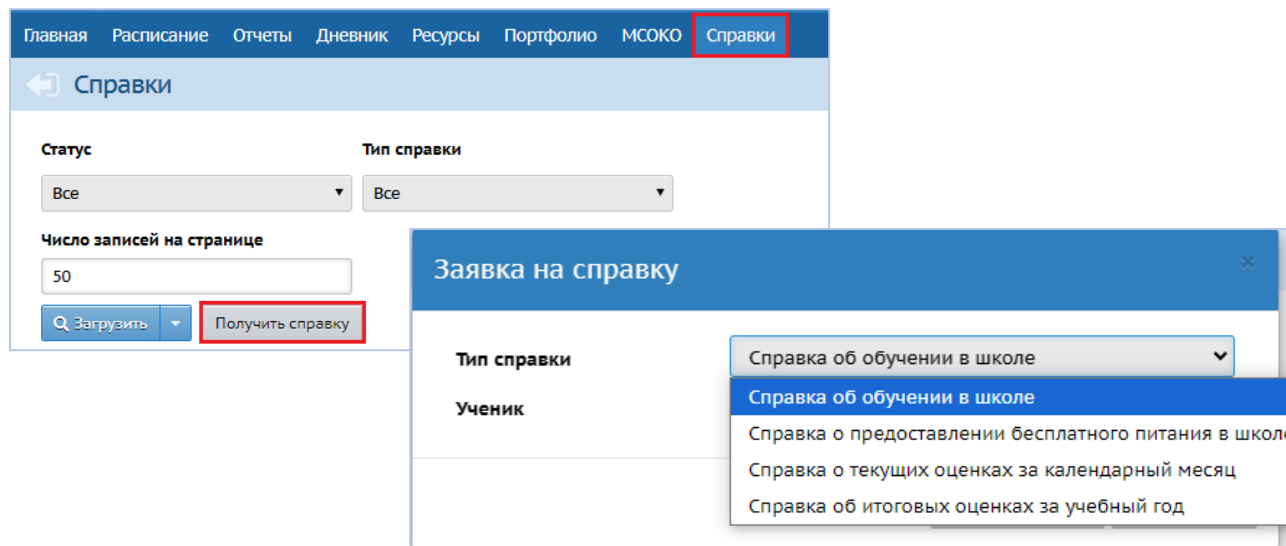 Главная Расписание Отчеты Дневник Ресурсы Портфолио МСОКО Справки
Справки
Статус Тип справки
Все Все
Число записей на странице
50
Загрузить Получить справку
Заявка на справку
Тип справки Справка об обучении в школе
Ученик
Справка об обучении в школе
Справка о предоставлении бесплатного питания в школе
Справка о текущих оценках за календарный месяц
Справка об итоговых оценках за учебный год